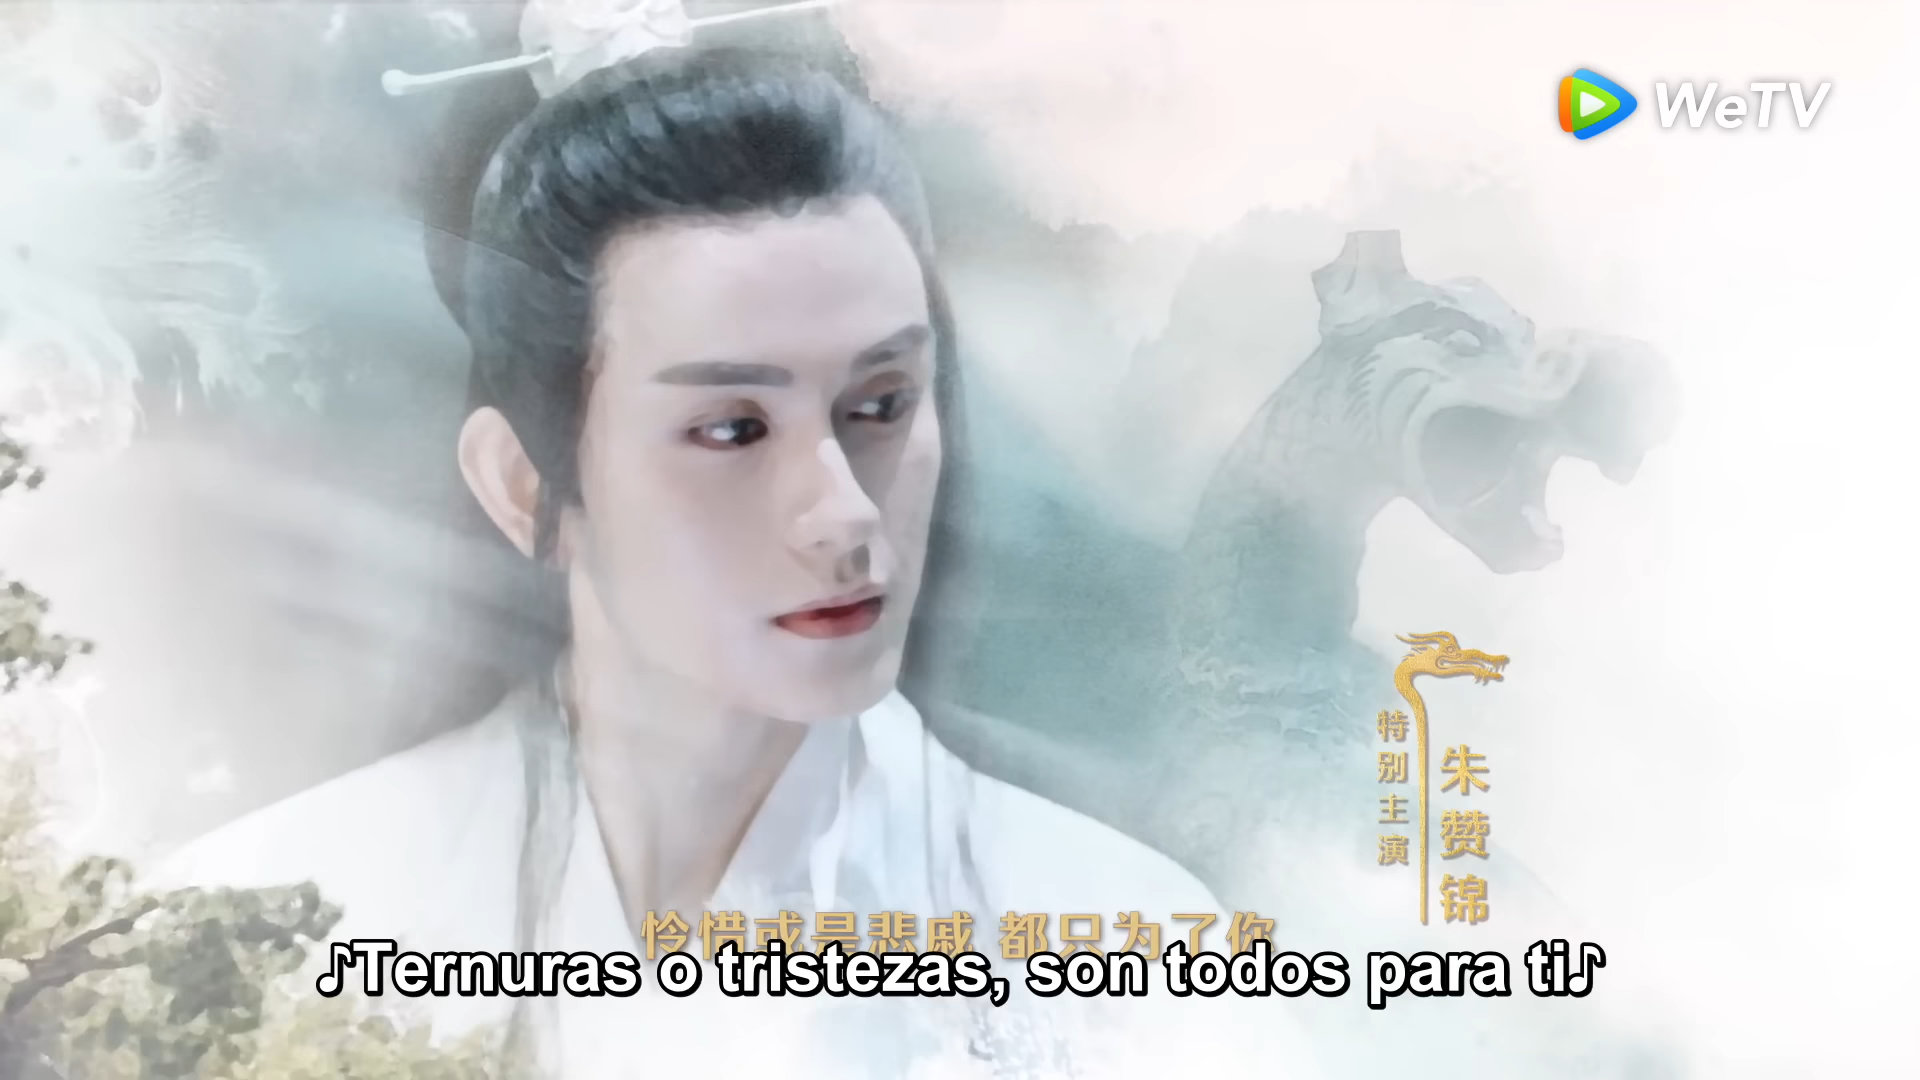 WeTV
特别主演
朱赞锦
怜惜或是悲戚 都只为了你
♪Ternuras o tristezas, son todos para ti♪